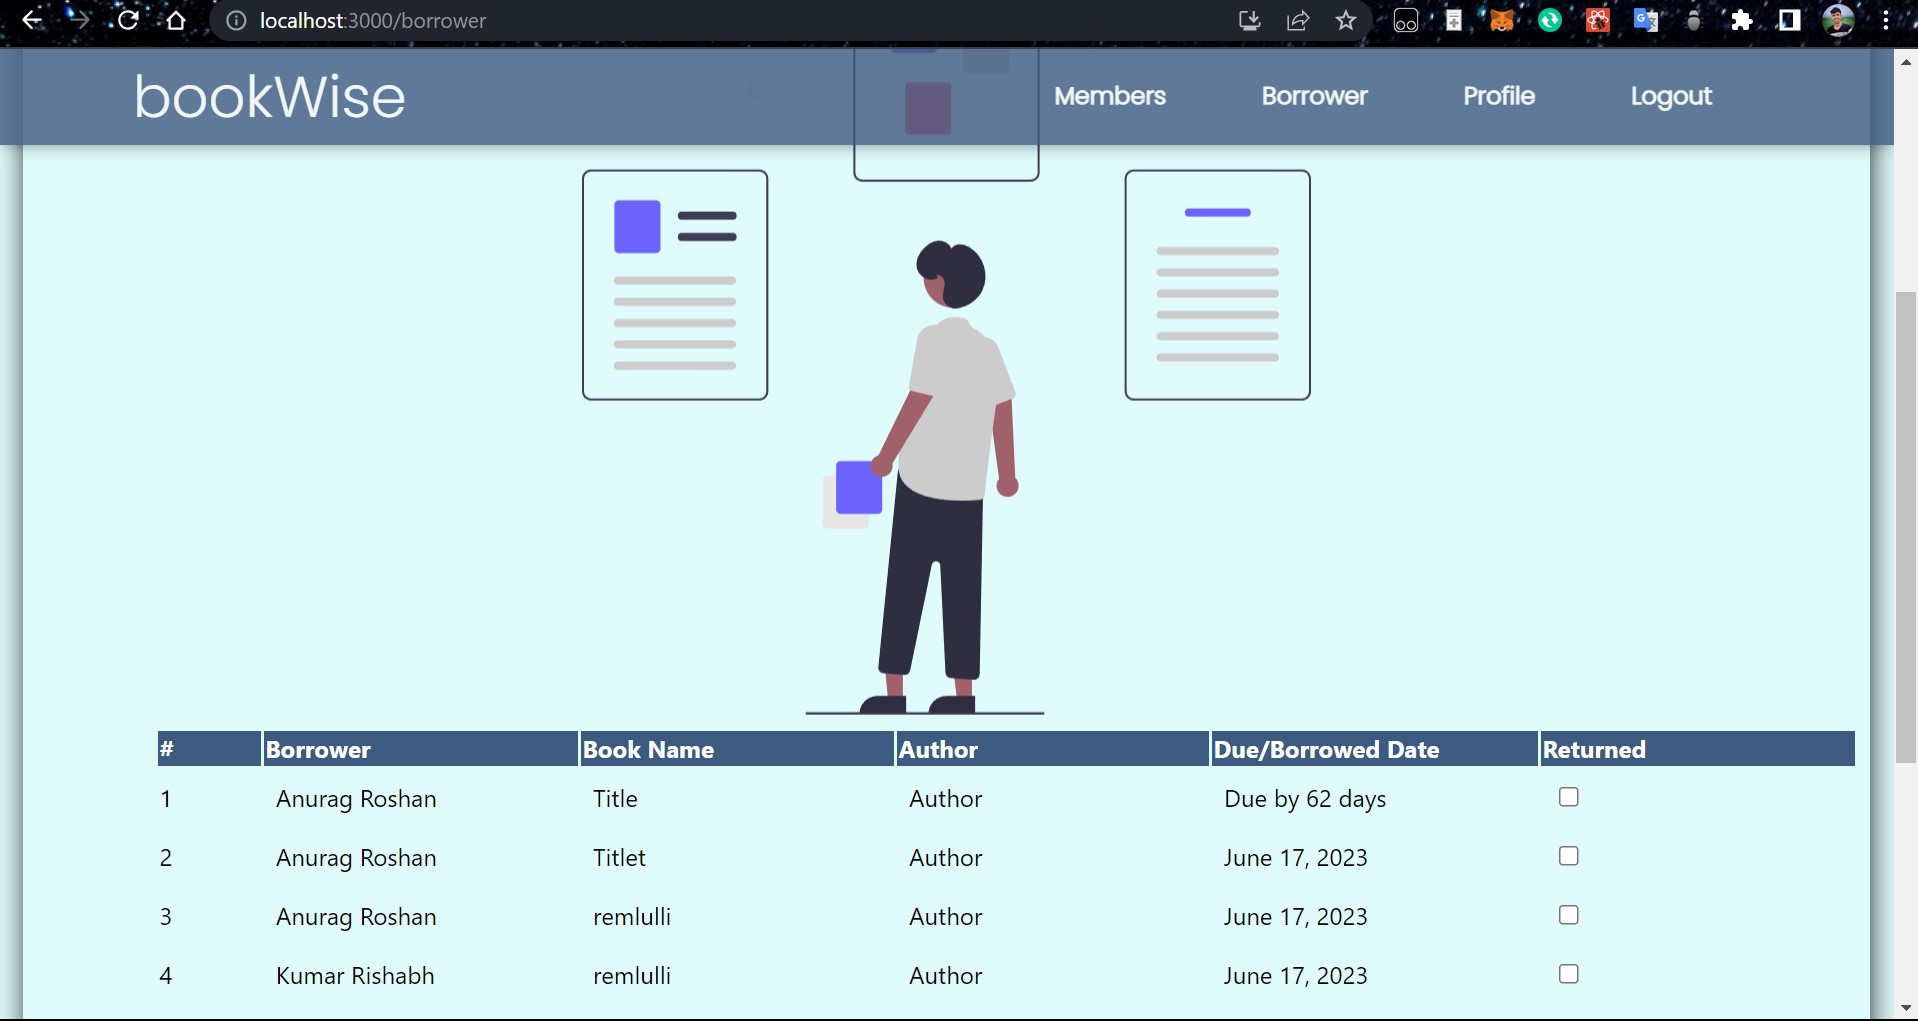 localhost:3000/borrower
bookWise Members Borrower Profile Logout
# Borrower Book Name Author Due/Borrowed Date Returned
1 Anurag Roshan Title Author Due by 62 days
2 Anurag Roshan Titlet Author June 17, 2023
3 Anurag Roshan remlulli Author June 17, 2023
4 Kumar Rishabh remlulli Author June 17, 2023